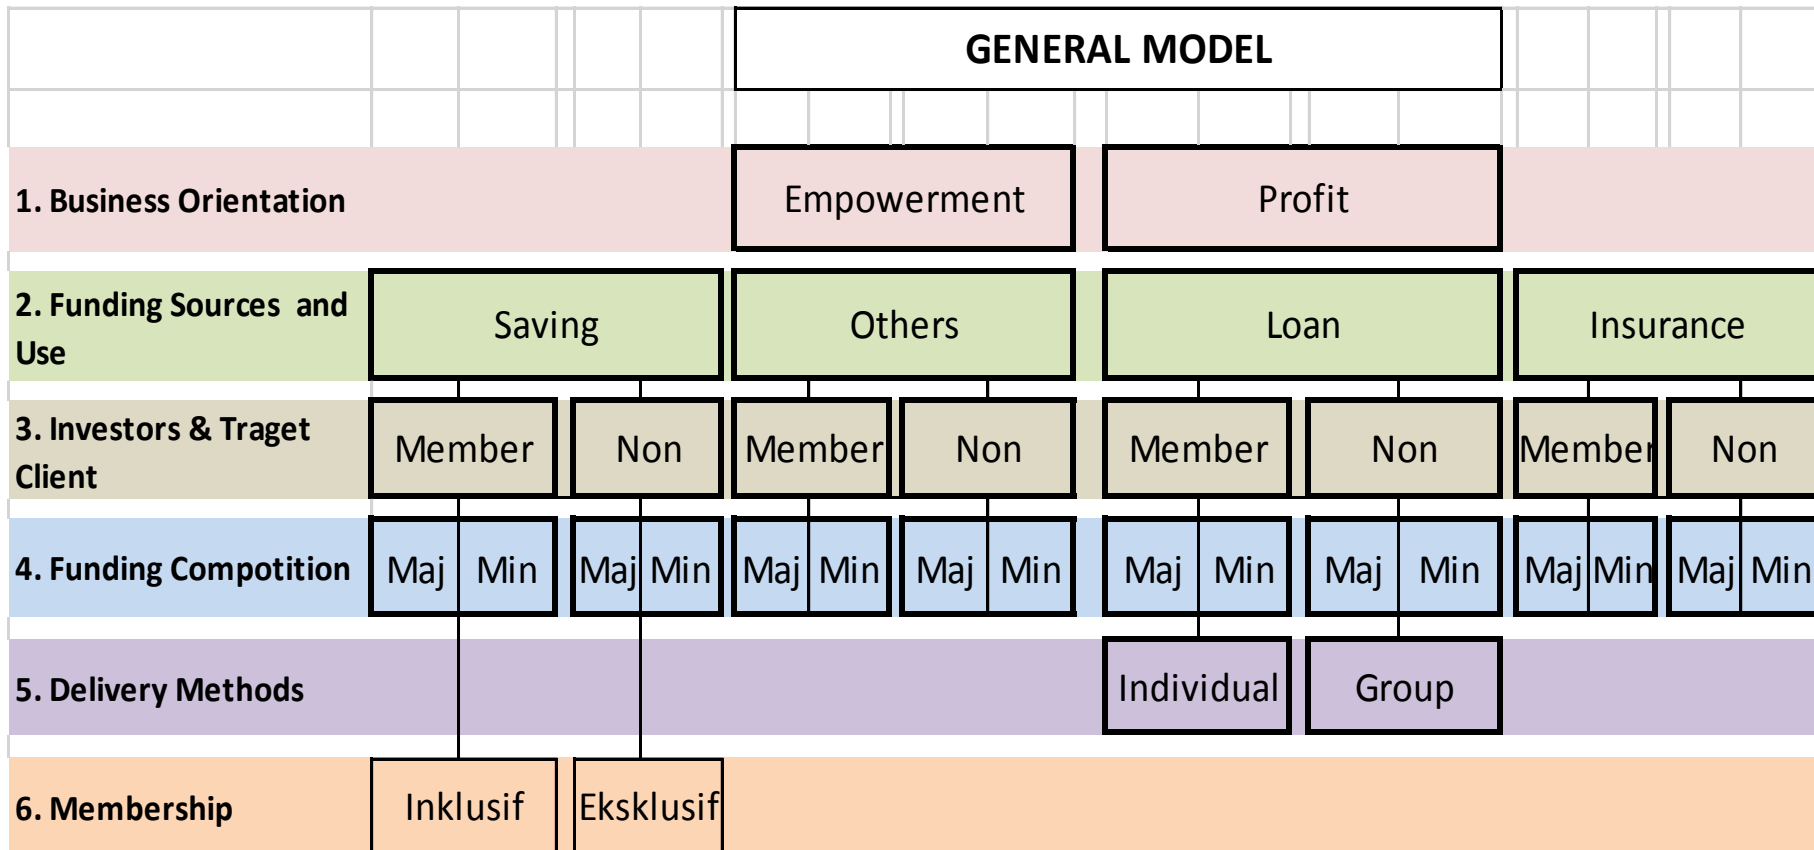 GENERAL MODEL
1. Business Orientation Empowerment Profit
2. Funding Sources and
Use
Saving Others Loan Insurance
3. Investors & Traget
Client
Member Non Member Non Member Non Member Non
4. Funding Compotition Maj Min Maj Min Maj Min Maj Min Maj Min Maj Min Maj Min Maj Min
5. Delivery Methods Individual Group
6. Membership Inklusif Eksklusif